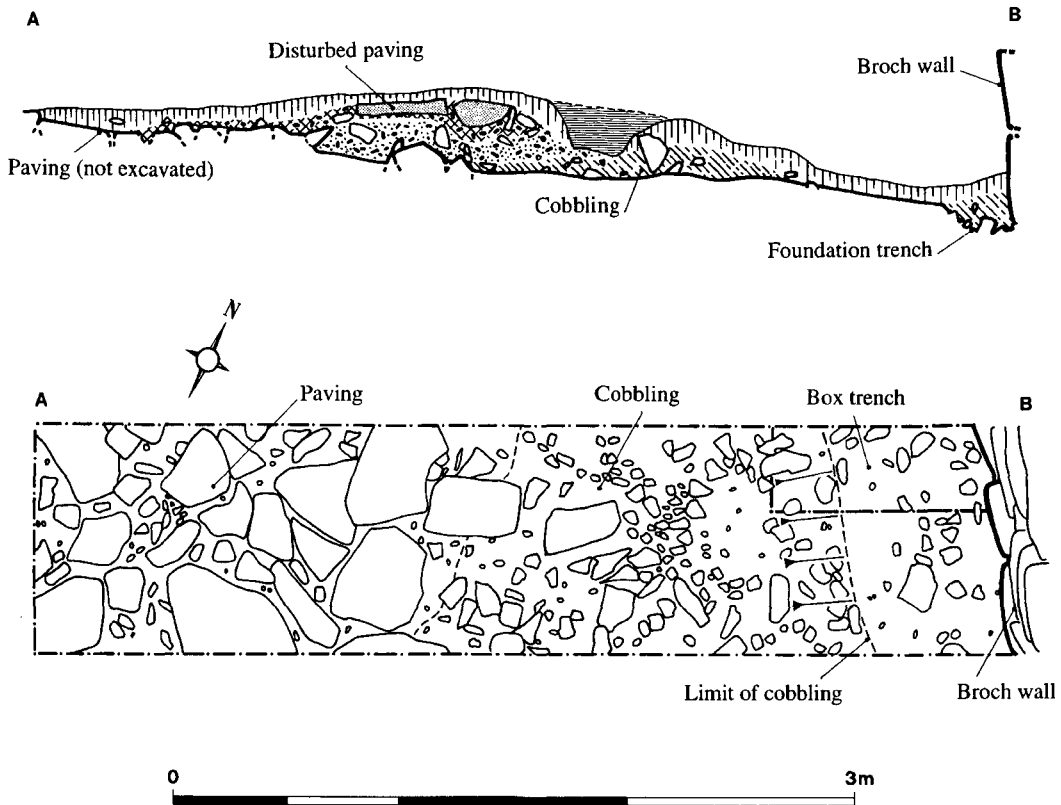 A
B
Disturbed paving
Broch wall
Paving (not excavated)
Cobbling
Foundation trench
N
A
Paving
Cobbling
Box trench
B
Limit of cobbling
Broch wall
0
3m